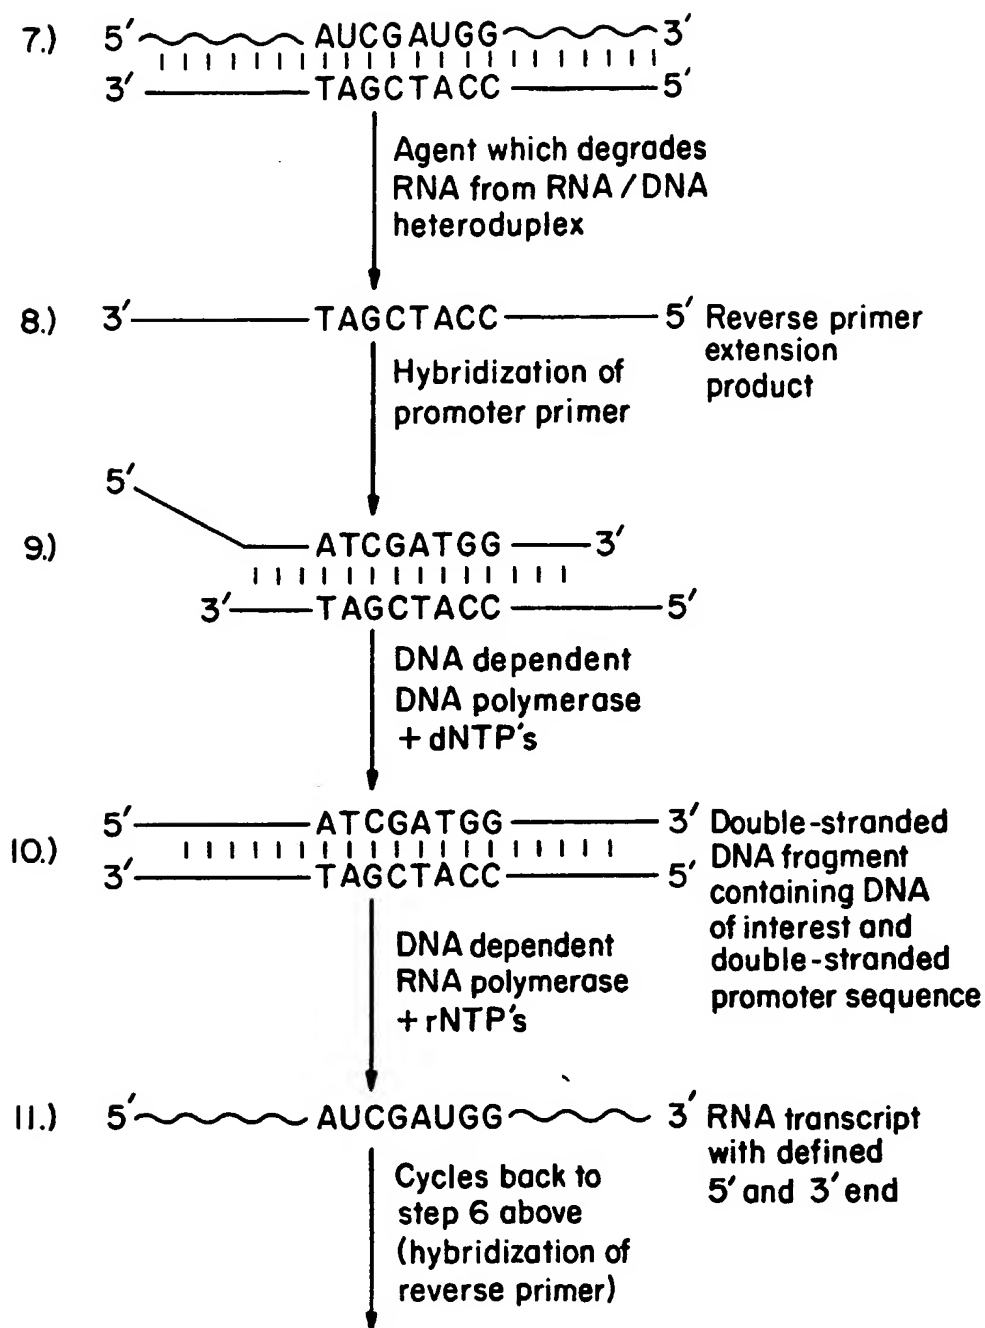 7.) 5′ AUCGAUGG 3′
3′ TAGCTACC 5′
Agent which degrades
RNA from RNA/DNA
heteroduplex
8.) 3′ TAGCTACC 5′ Reverse primer
extension
product
Hybridization of
promoter primer
5′
9.) ATCGATGG 3′
3′ TAGCTACC 5′
DNA dependent
DNA polymerase
+ dNTP's
10.) 5′ ATCGATGG 3′ Double-stranded
3′ TAGCTACC 5′ DNA fragment
containing DNA
of interest and
double-stranded
promoter sequence
DNA dependent
RNA polymerase
+ rNTP's
11.) 5′ AUCGAUGG 3′ RNA transcript
with defined
5′ and 3′ end
Cycles back to
step 6 above
(hybridization of
reverse primer)